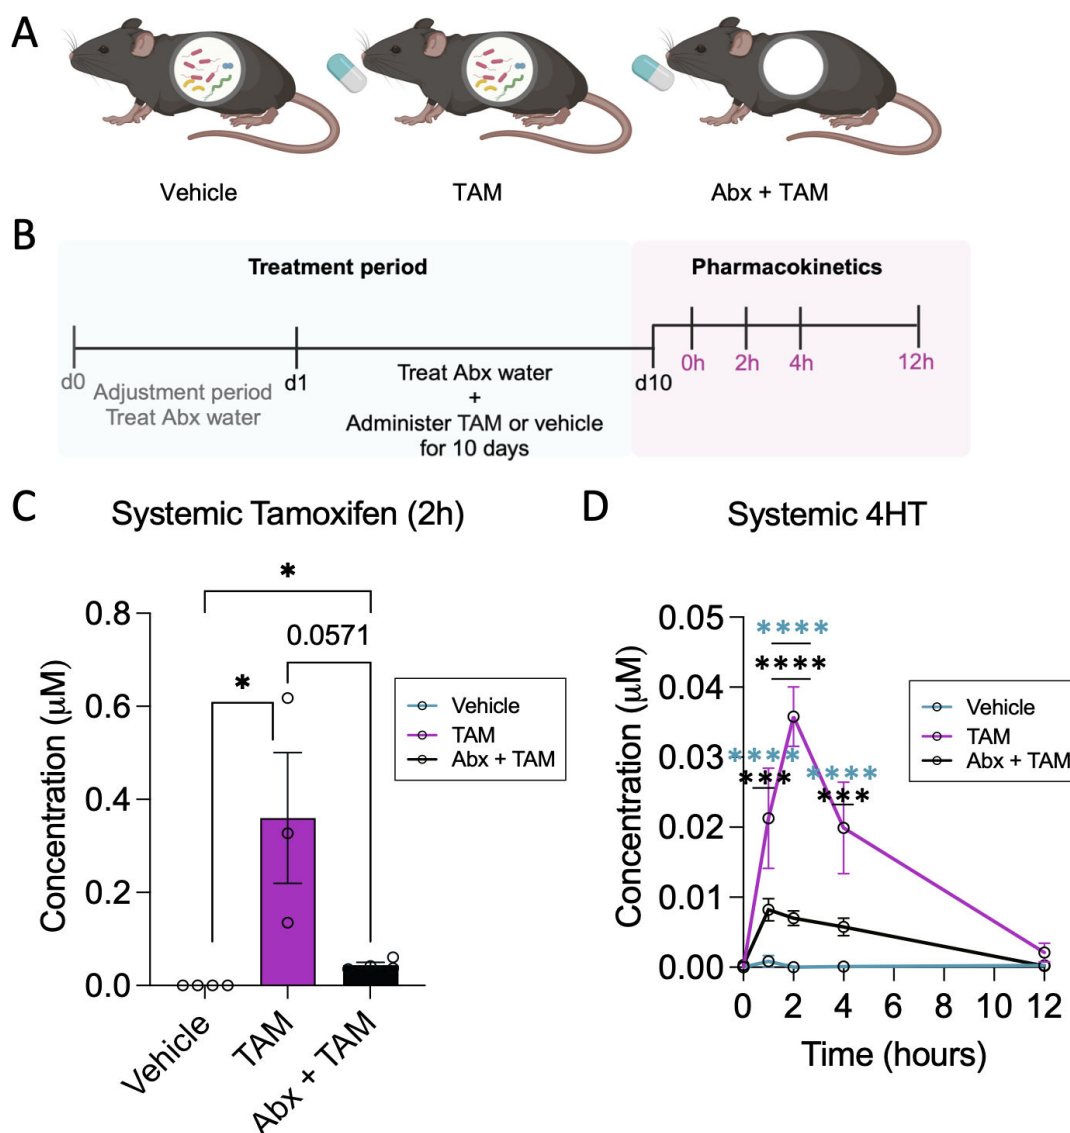 A
Vehicle
TAM
Abx + TAM
B
Treatment period
Pharmacokinetics
d0
Adjustment period
Treat Abx water
d1
Treat Abx water
+
Administer TAM or vehicle
for 10 days
d10
0h
2h
4h
12h
C
Systemic Tamoxifen (2h)
*
0.0571
*
Concentration (μM)
0.8
0.6
0.4
0.2
0.0
Vehicle
TAM
Abx + TAM
Vehicle
TAM
Abx + TAM
D
Systemic 4HT
****
****
****
***
****
***
Concentration (μM)
0.05
0.04
0.03
0.02
0.01
0.00
0 2 4 6 8 10 12
Time (hours)
Vehicle
TAM
Abx + TAM